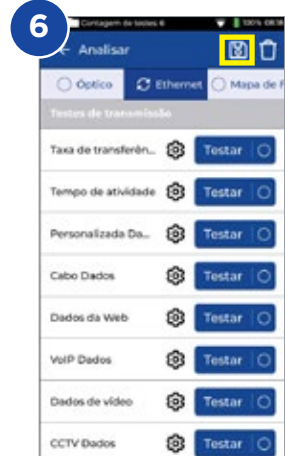 6
Contagem de testes: 6 100% 08:18
← Analisar
Óptico Ethernet Mapa de F
Testes de transmissão
Taxa de transferên... Testar
Tempo de atividade Testar
Personalizada Da... Testar
Cabo Dados Testar
Dados da Web Testar
VoIP Dados Testar
Dados de vídeo Testar
CCTV Dados Testar